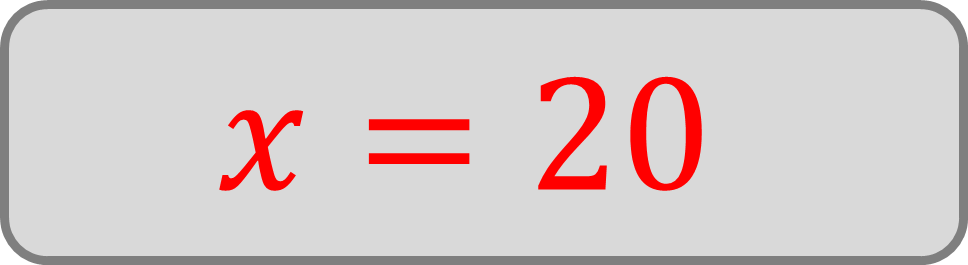 x = 20